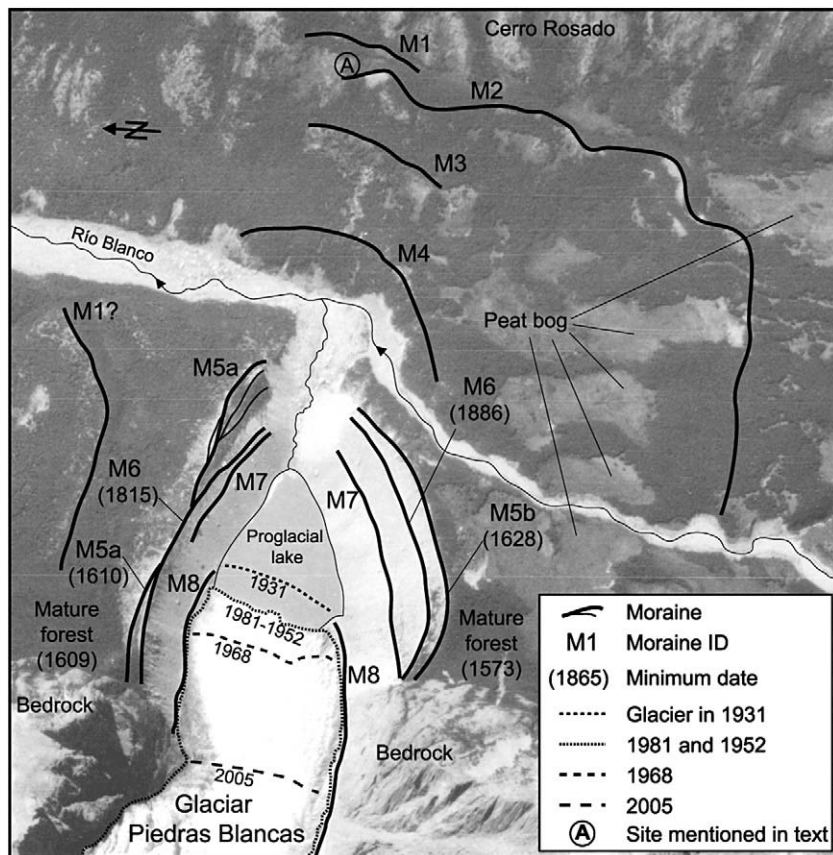 Cerro Rosado
M1
A
M2
N
M3
Río Blanco
M4
M1?
Peat bog
M5a
M6
(1886)
M6
(1815)
M7
M7
M5b
(1628)
Proglacial
lake
M5a
(1610)
M8
1931
1981-1952
Mature
forest
(1609)
1968
M8
Mature
forest
(1573)
Bedrock
Bedrock
2005
Glaciar
Piedras Blancas
Moraine
M1 Moraine ID
(1865) Minimum date
Glacier in 1931
1981 and 1952
1968
2005
A Site mentioned in text